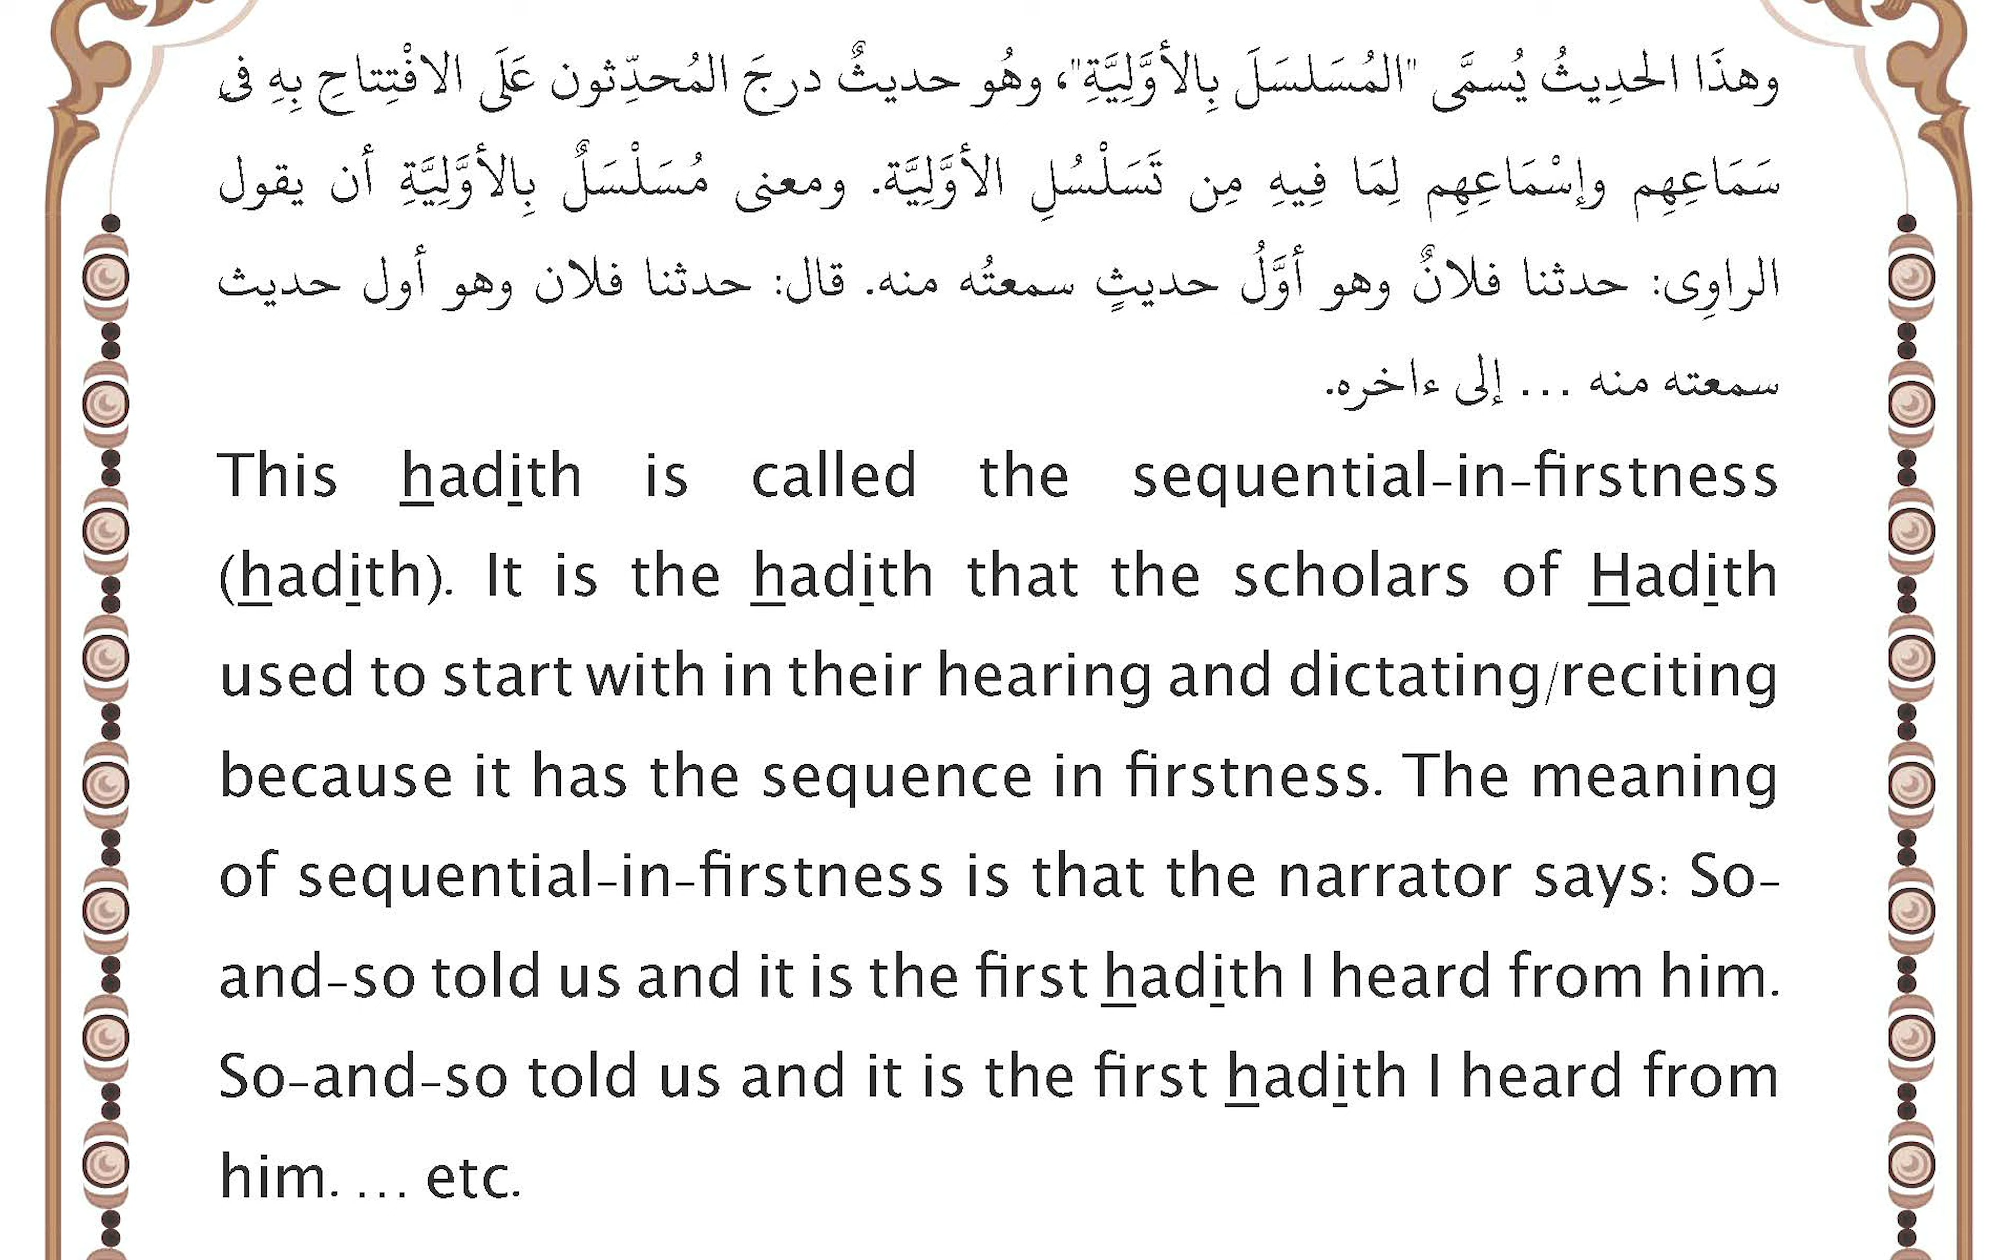 وهذَا الحَدِيثُ يُسمَّى "المُسَلسَلَ بِالأوَّلِيَّةِ"، وهُو حديثٌ درجَ المُحدِّثون عَلَى الافْتِتاحِ بِهِ فى
سَمَاعِهِم وإسْمَاعِهِم لِمَا فِيهِ مِن تَسَلْسُلِ الأوَّلِيَّة. ومعنى مُسَلْسَلٌ بِالأوَّلِيَّةِ أن يقول
الراوِى: حدثنا فلانٌ وهو أوَّلُ حديثٍ سمعتُه منه. قال: حدثنا فلان وهو أول حديث
سمعته منه ... إلى ءاخره.
This hadith is called the sequential-in-firstness
(hadith). It is the hadith that the scholars of Hadith
used to start with in their hearing and dictating/reciting
because it has the sequence in firstness. The meaning
of sequential-in-firstness is that the narrator says: So-
and-so told us and it is the first hadith I heard from him.
So-and-so told us and it is the first hadith I heard from
him. ... etc.